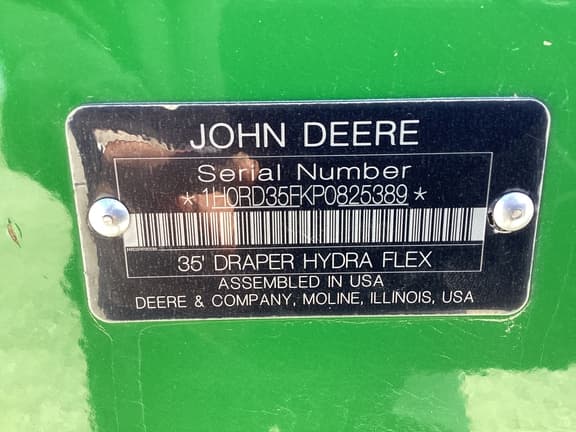 JOHN DEERE
Serial Number
*1H0RD35FKP0825389*
35' DRAPER HYDRA FLEX
ASSEMBLED IN USA
DEERE & COMPANY, MOLINE, ILLINOIS, USA